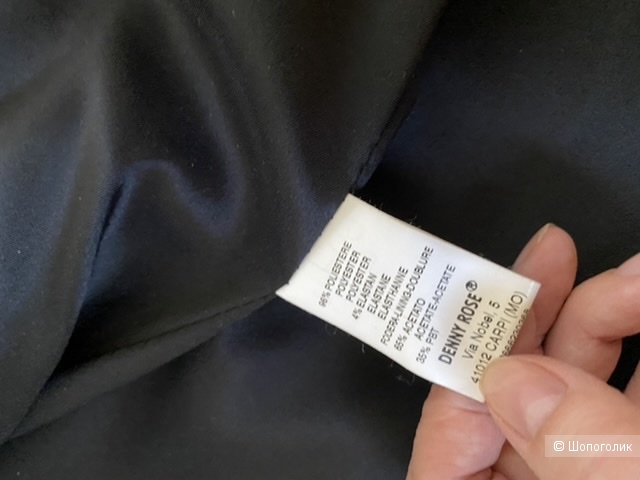 96% POLIESTERE
POLYESTER
POLYESTER
4% ELASTAN
ELASTANE
ELASTHANNE
FODERA-LINING-DOUBLURE
65% ACETATO
ACETATE-ACETATE
35% PBT
DENNY ROSE®
Via Nobel, 5
41012 CARPI (MO)
© Шопоголик